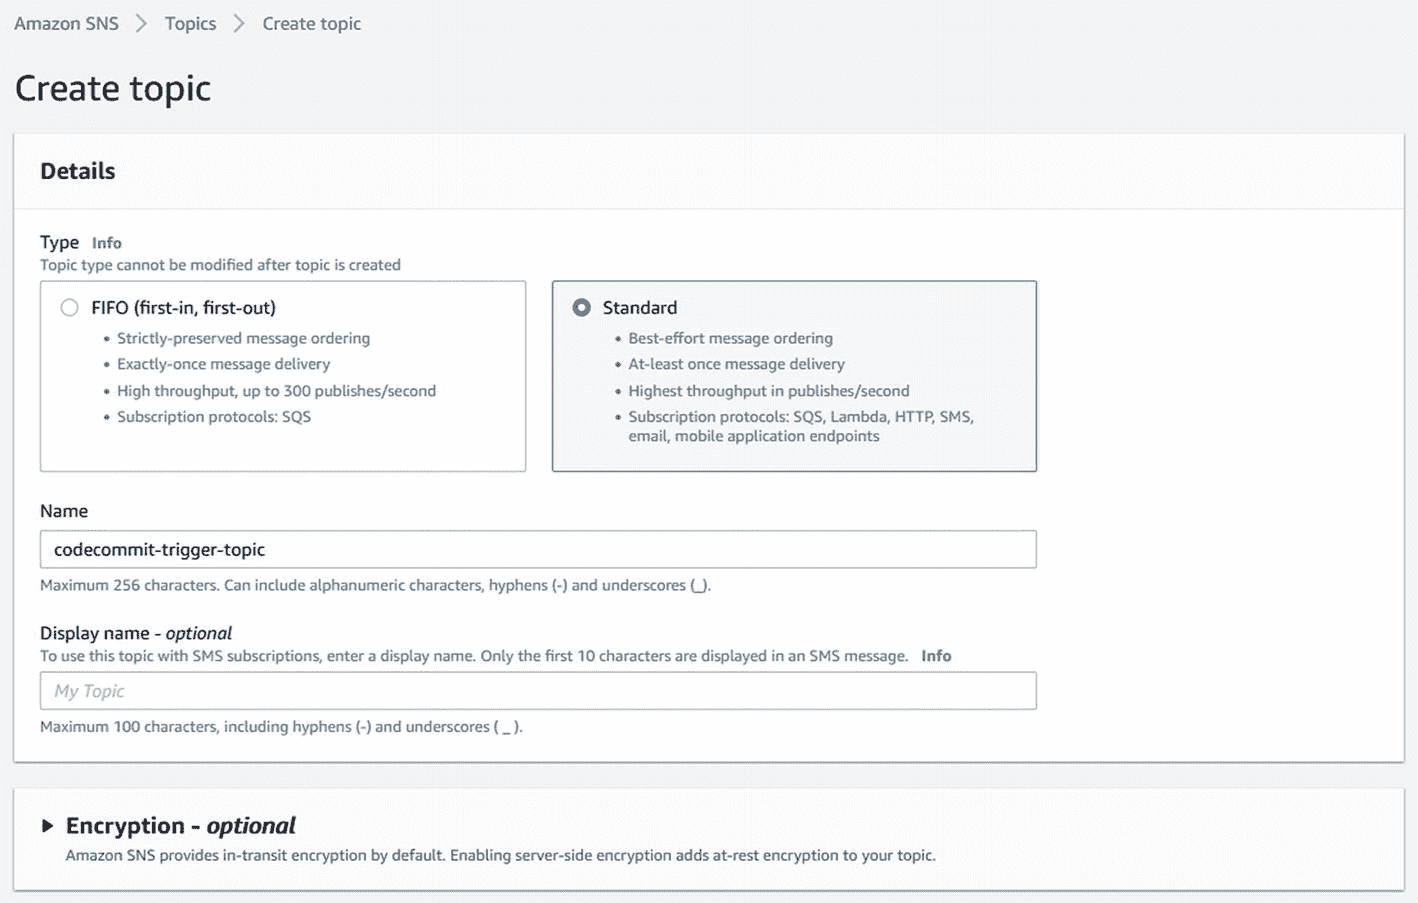 Amazon SNS > Topics > Create topic
Create topic
Details
Type Info
Topic type cannot be modified after topic is created
FIFO (first-in, first-out)
• Strictly-preserved message ordering
• Exactly-once message delivery
• High throughput, up to 300 publishes/second
• Subscription protocols: SQS
Standard
• Best-effort message ordering
• At-least once message delivery
• Highest throughput in publishes/second
• Subscription protocols: SQS, Lambda, HTTP, SMS,
email, mobile application endpoints
Name
codecommit-trigger-topic
Maximum 256 characters. Can include alphanumeric characters, hyphens (-) and underscores (_).
Display name - optional
To use this topic with SMS subscriptions, enter a display name. Only the first 10 characters are displayed in an SMS message. Info
My Topic
Maximum 100 characters, including hyphens (-) and underscores ( _ ).
Encryption - optional
Amazon SNS provides in-transit encryption by default. Enabling server-side encryption adds at-rest encryption to your topic.